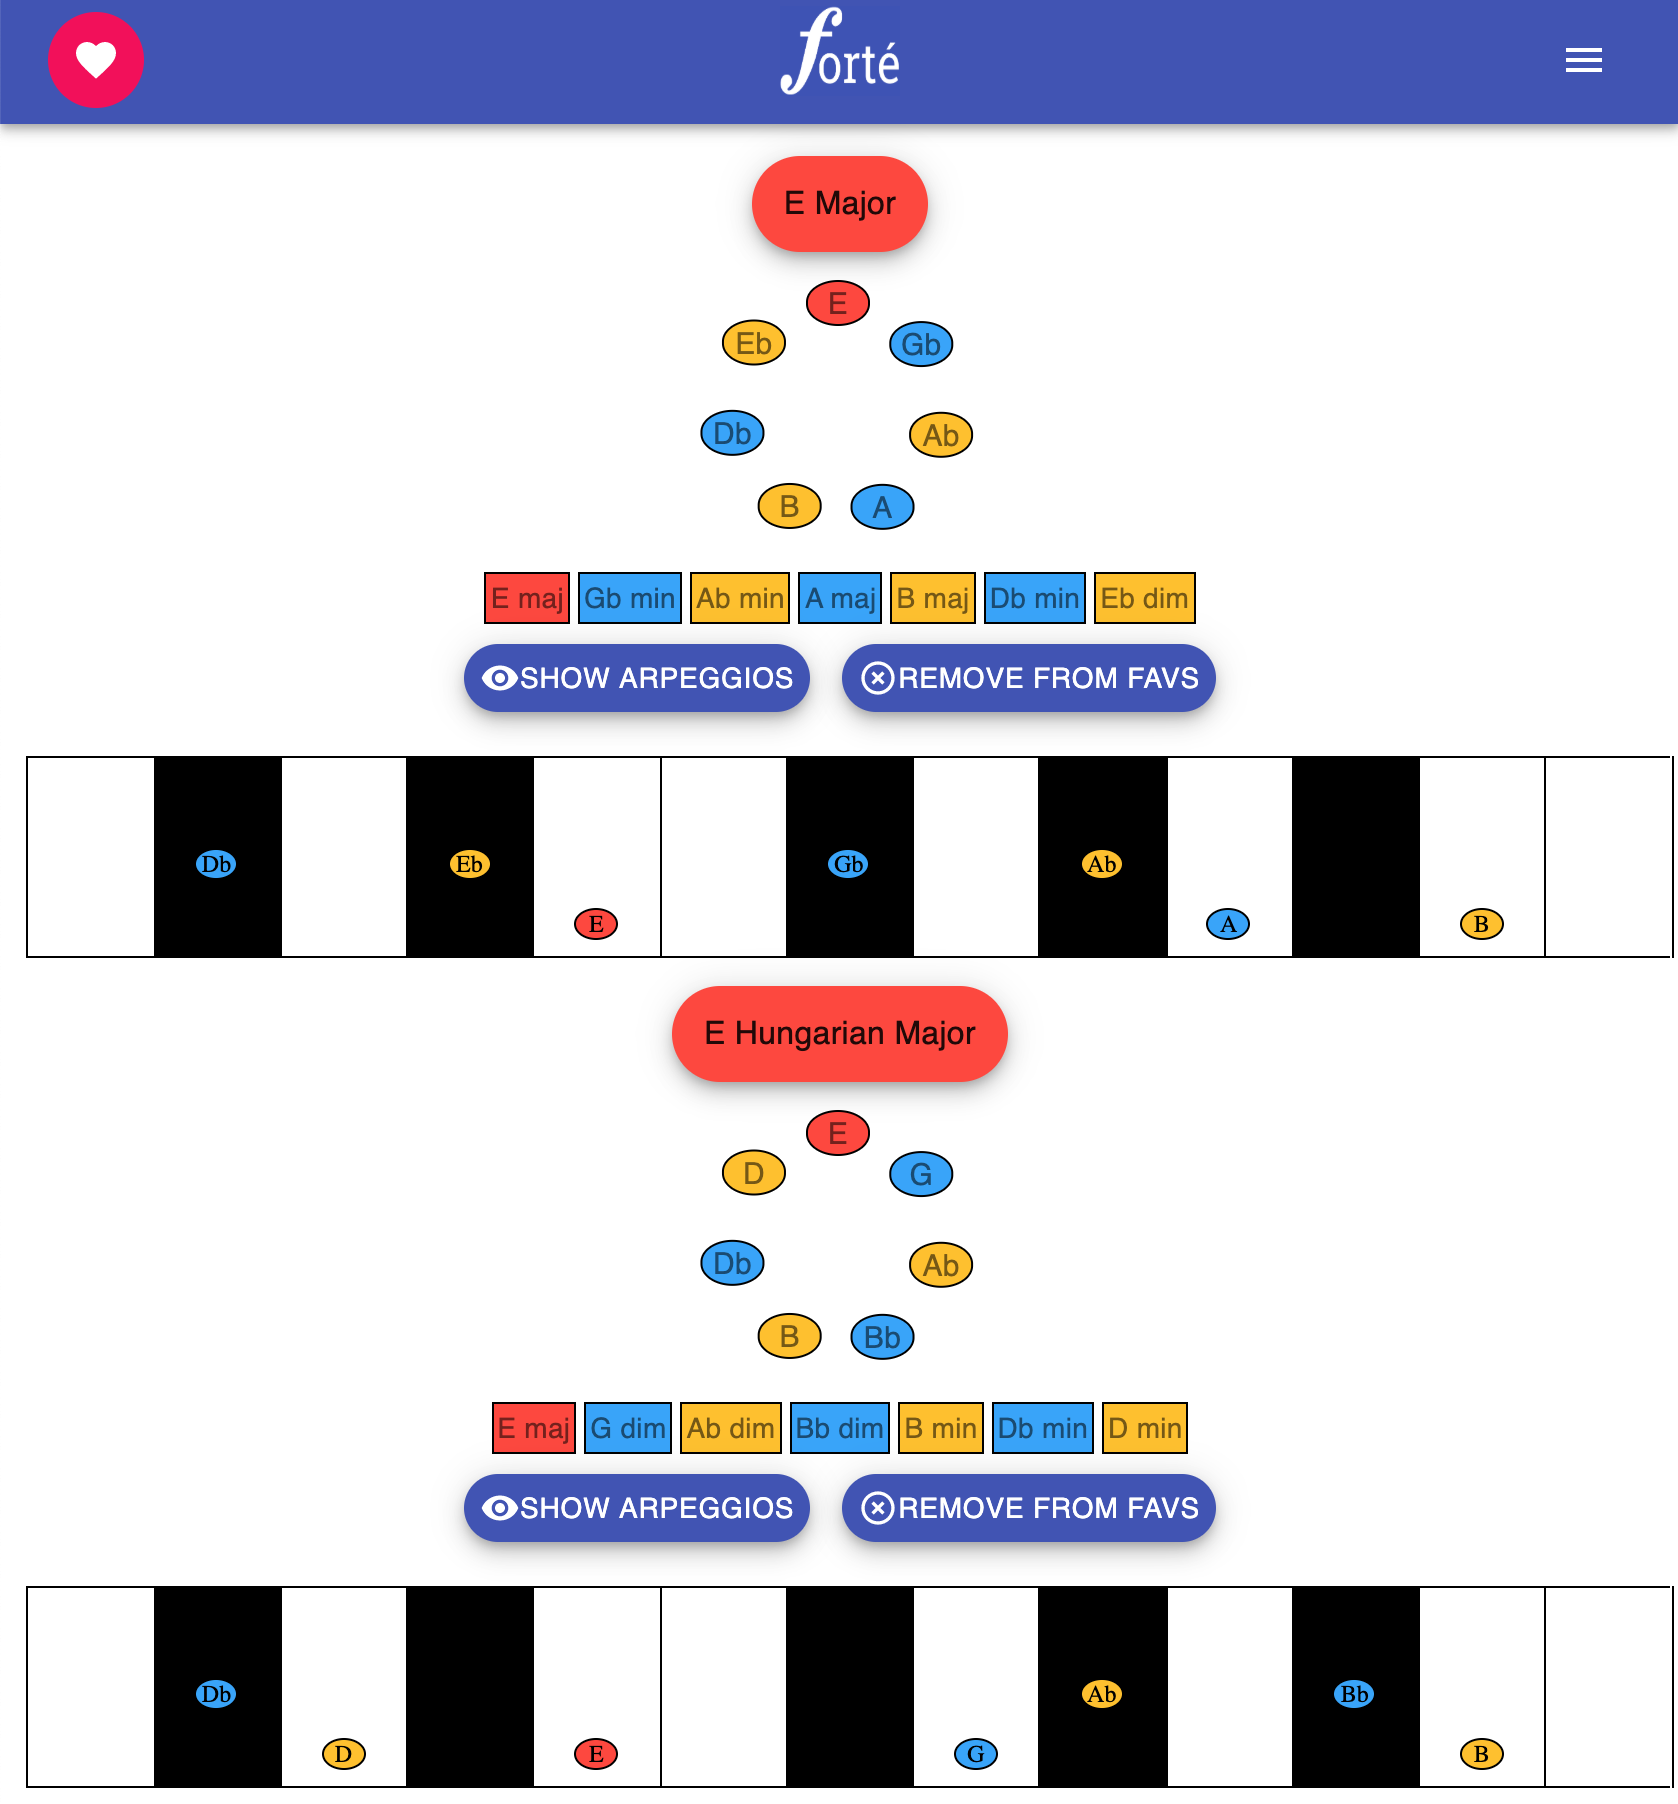 forté
E Major
E
Eb Gb
Db Ab
B A
E maj Gb min Ab min A maj B maj Db min Eb dim
SHOW ARPEGGIOS REMOVE FROM FAVS
Db Eb Gb Ab
E A B
E Hungarian Major
E
D G
Db Ab
B Bb
E maj G dim Ab dim Bb dim B min Db min D min
SHOW ARPEGGIOS REMOVE FROM FAVS
Db Ab Bb
D E G B